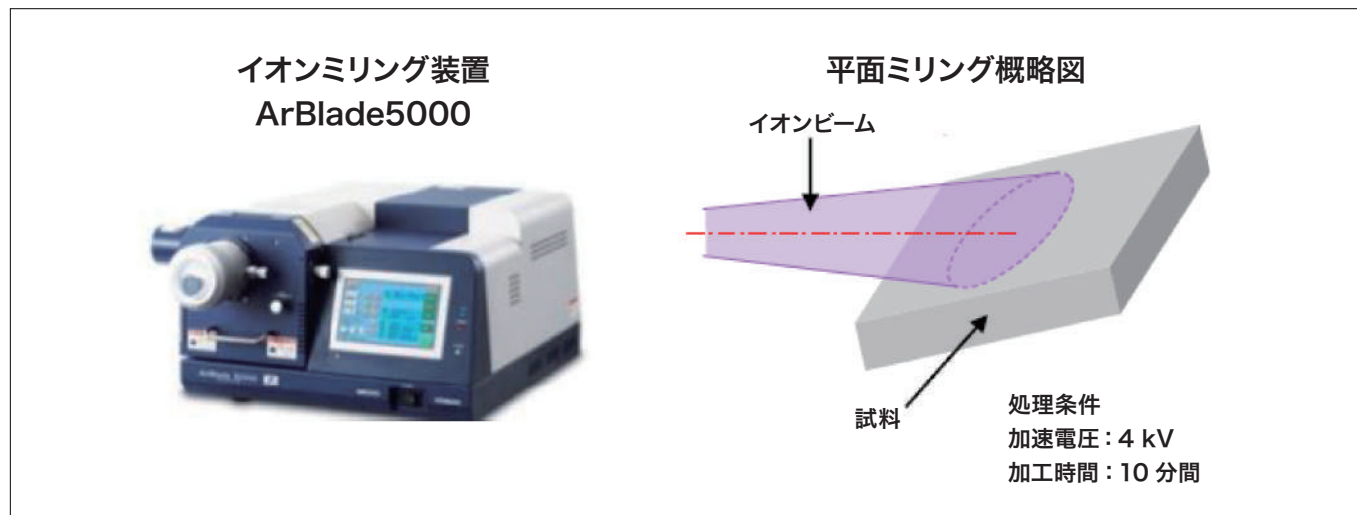 イオンミリング装置
ArBlade5000
平面ミリング概略図
イオンビーム
試料
処理条件
加速電圧：4 kV
加工時間：10 分間